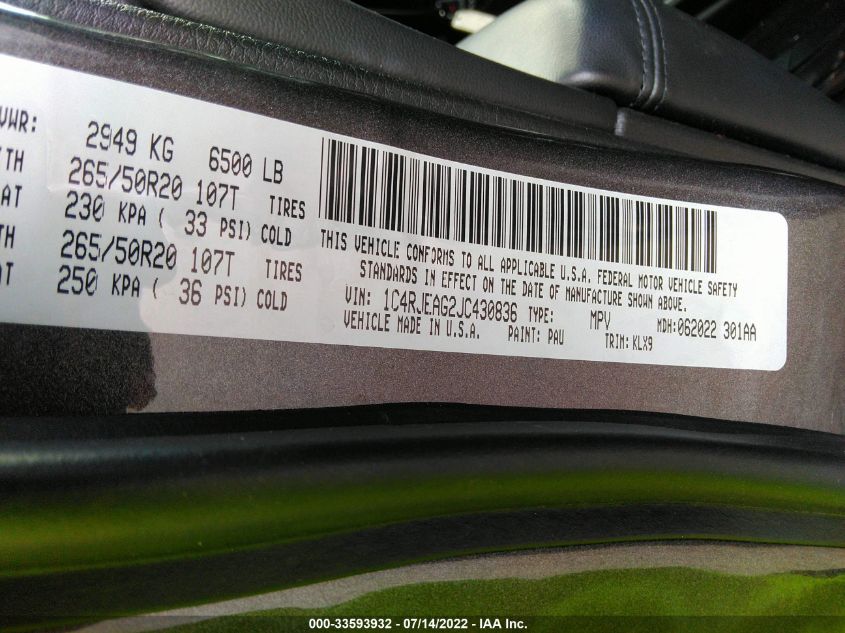 VWR: 2949 KG 6500 LB
TH 265/50R20 107T TIRES
AT 230 KPA ( 33 PSI) COLD
TH 265/50R20 107T TIRES
AT 250 KPA ( 36 PSI) COLD
THIS VEHICLE CONFORMS TO ALL APPLICABLE U.S.A. FEDERAL MOTOR VEHICLE SAFETY
STANDARDS IN EFFECT ON THE DATE OF MANUFACTURE SHOWN ABOVE.
VIN: 1C4RJEAG2JC430836 TYPE: MPV MDH:062022 301AA
VEHICLE MADE IN U.S.A. PAINT: PAU TRIM: KLX9
000-33593932 - 07/14/2022 - IAA Inc.